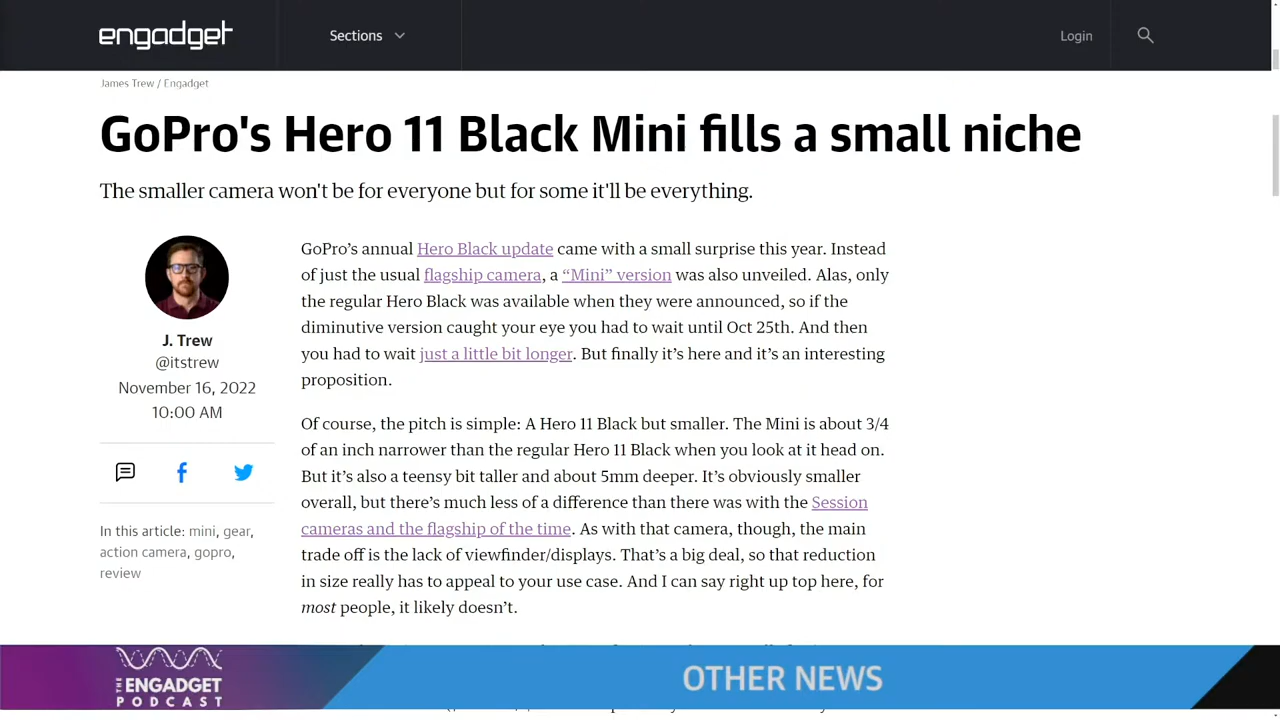 engadget
Sections
Login
James Trew / Engadget
GoPro's Hero 11 Black Mini fills a small niche
The smaller camera won't be for everyone but for some it'll be everything.
J. Trew
@itstrew
November 16, 2022
10:00 AM
In this article: mini, gear,
action camera, gopro,
review
GoPro's annual Hero Black update came with a small surprise this year. Instead
of just the usual flagship camera, a “Mini” version was also unveiled. Alas, only
the regular Hero Black was available when they were announced, so if the
diminutive version caught your eye you had to wait until Oct 25th. And then
you had to wait just a little bit longer. But finally it's here and it's an interesting
proposition.
Of course, the pitch is simple: A Hero 11 Black but smaller. The Mini is about 3/4
of an inch narrower than the regular Hero 11 Black when you look at it head on.
But it's also a teensy bit taller and about 5mm deeper. It's obviously smaller
overall, but there's much less of a difference than there was with the Session
cameras and the flagship of the time. As with that camera, though, the main
trade off is the lack of viewfinder/displays. That's a big deal, so that reduction
in size really has to appeal to your use case. And I can say right up top here, for
most people, it likely doesn't.
THE ENGADGET
PODCAST
OTHER NEWS